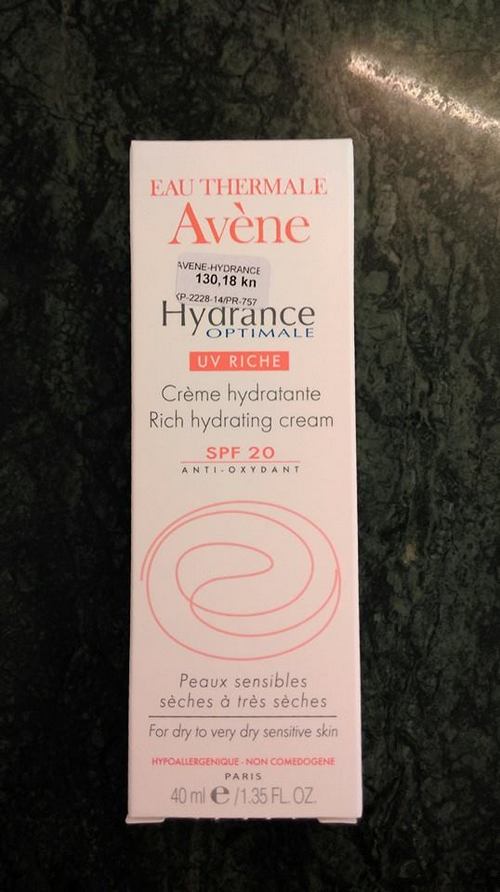 EAU THERMALE
Avène
AVENE-HYDRANCE
130,18 kn
KP-2228-14/PR-757
Hydrance
OPTIMALE
UV RICHE
Crème hydratante
Rich hydrating cream
SPF 20
ANTI-OXYDANT
Peaux sensibles
sèches à très sèches
For dry to very dry sensitive skin
HYPOALLERGENIQUE - NON COMEDOGENE
PARIS
40 ml e / 1.35 FL. OZ.